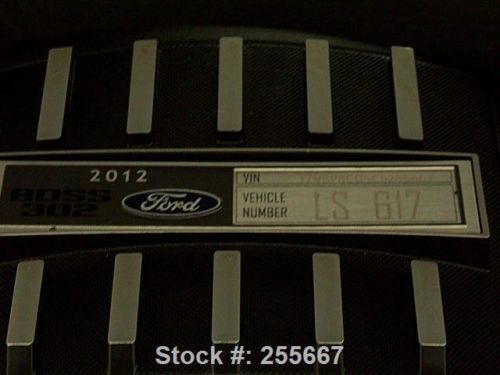 2012
BOSS
302
Ford
VIN
VEHICLE
NUMBER
LS 617
Stock #: 255667